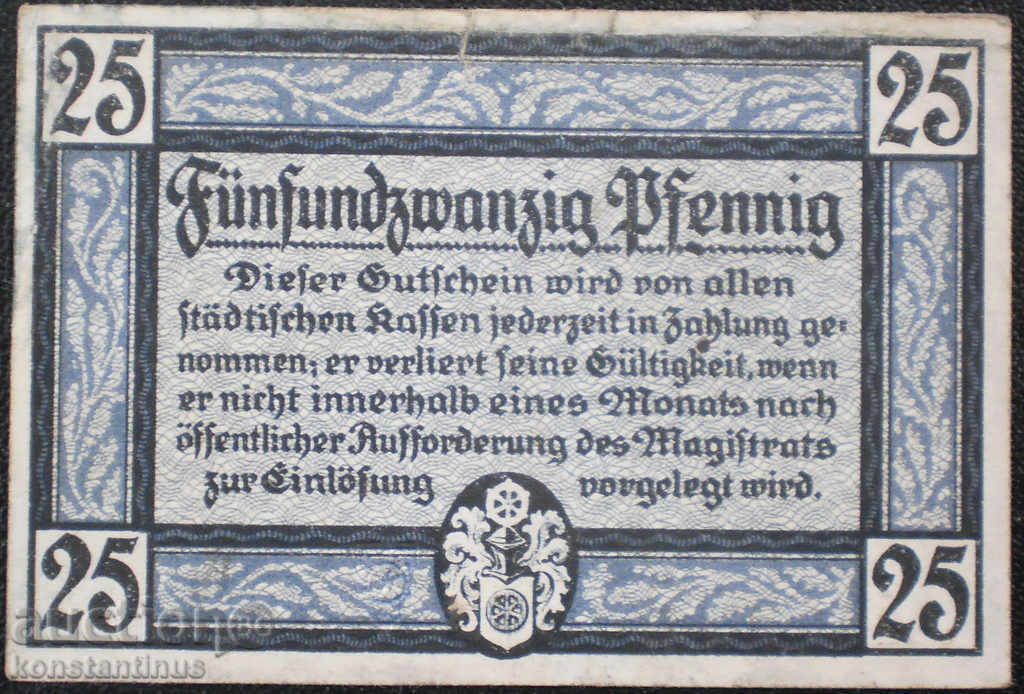 25 25
Fünfundzwanzig Pfennig
Dieser Gutschein wird von allen
städtischen Kassen jederzeit in Zahlung ge-
nommen; er verliert seine Gültigkeit, wenn
er nicht innerhalb eines Monats nach
öffentlicher Aufforderung des Magistrats
zur Einlösung vorgelegt wird.
25 25
auction
konstantinus